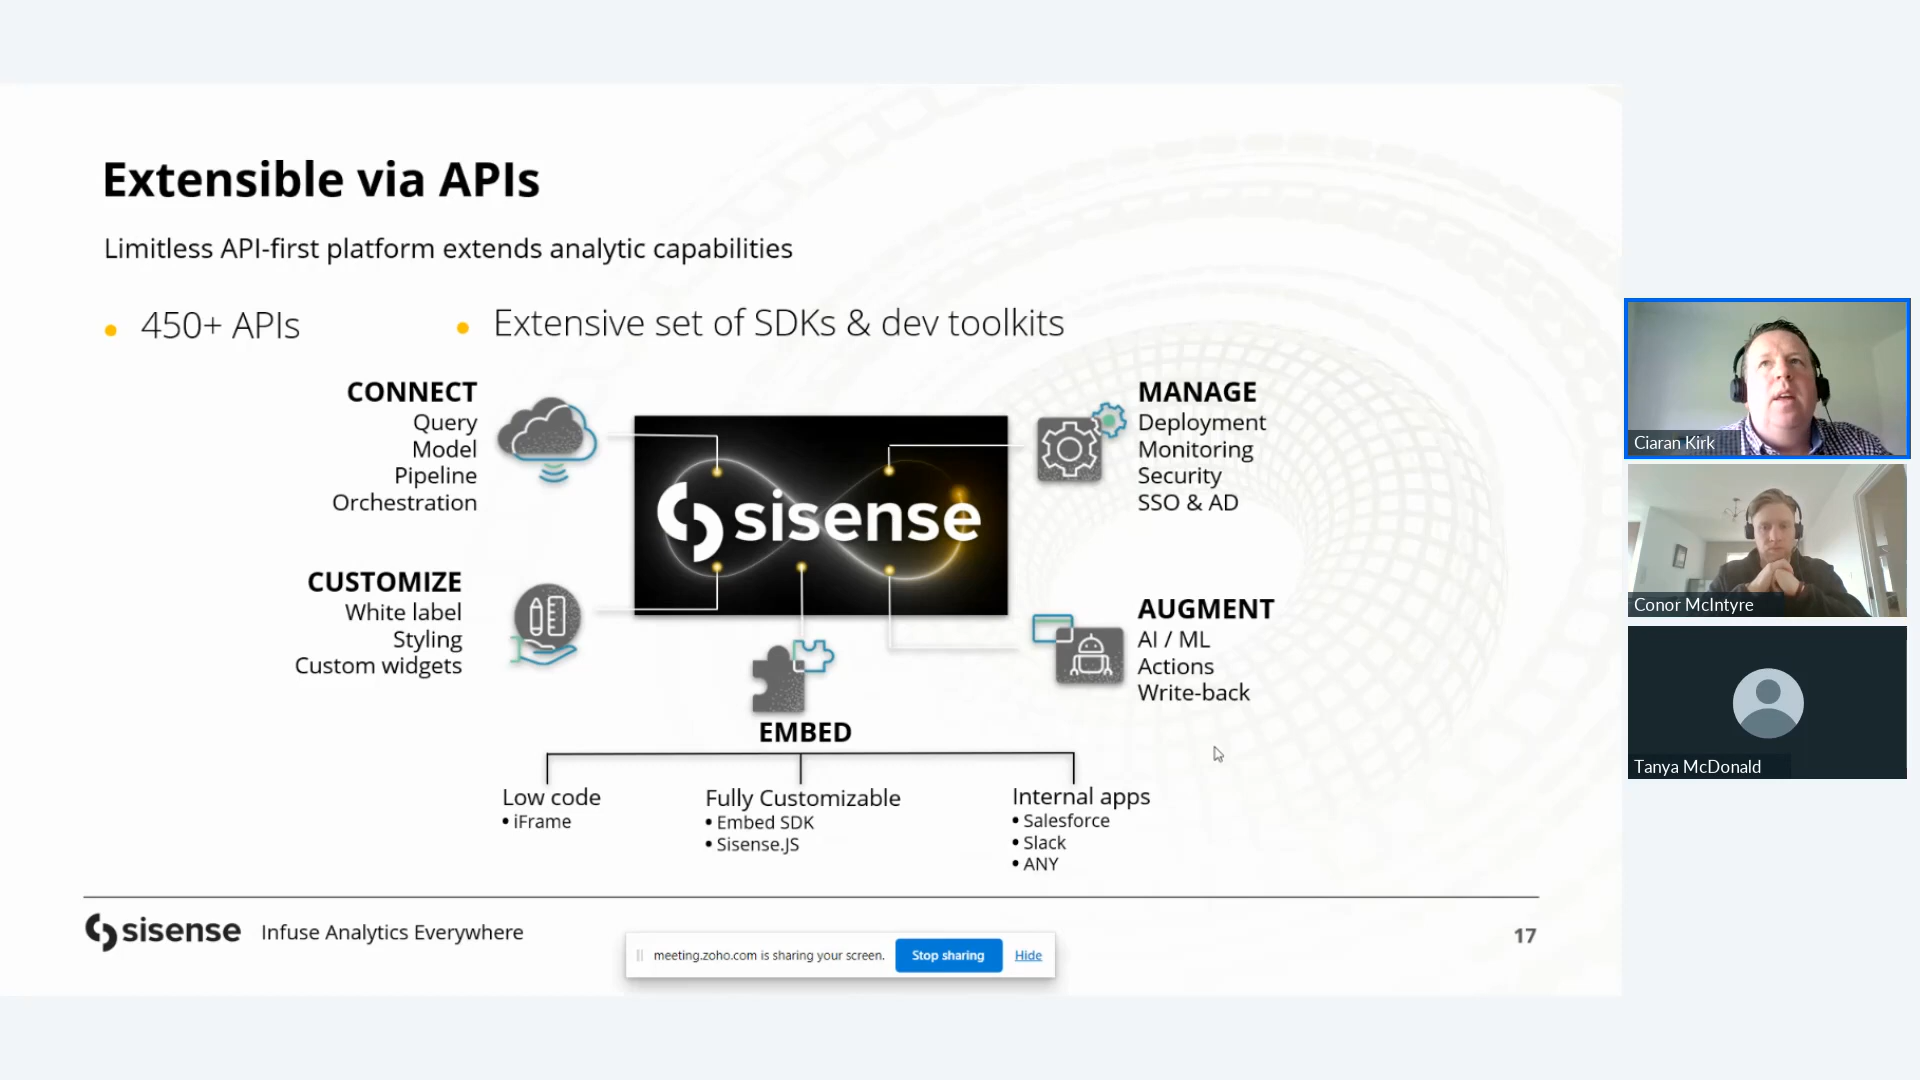 Extensible via APIs
Limitless API-first platform extends analytic capabilities
• 450+ APIs
• Extensive set of SDKs & dev toolkits
CONNECT
Query
Model
Pipeline
Orchestration
CUSTOMIZE
White label
Styling
Custom widgets
sisense
MANAGE
Deployment
Monitoring
Security
SSO & AD
AUGMENT
AI / ML
Actions
Write-back
EMBED
Low code
• iFrame
Fully Customizable
• Embed SDK
• Sisense.JS
Internal apps
• Salesforce
• Slack
• ANY
sisense Infuse Analytics Everywhere
17
meeting.zoho.com is sharing your screen. Stop sharing Hide
Ciaran Kirk
Conor McIntyre
Tanya McDonald